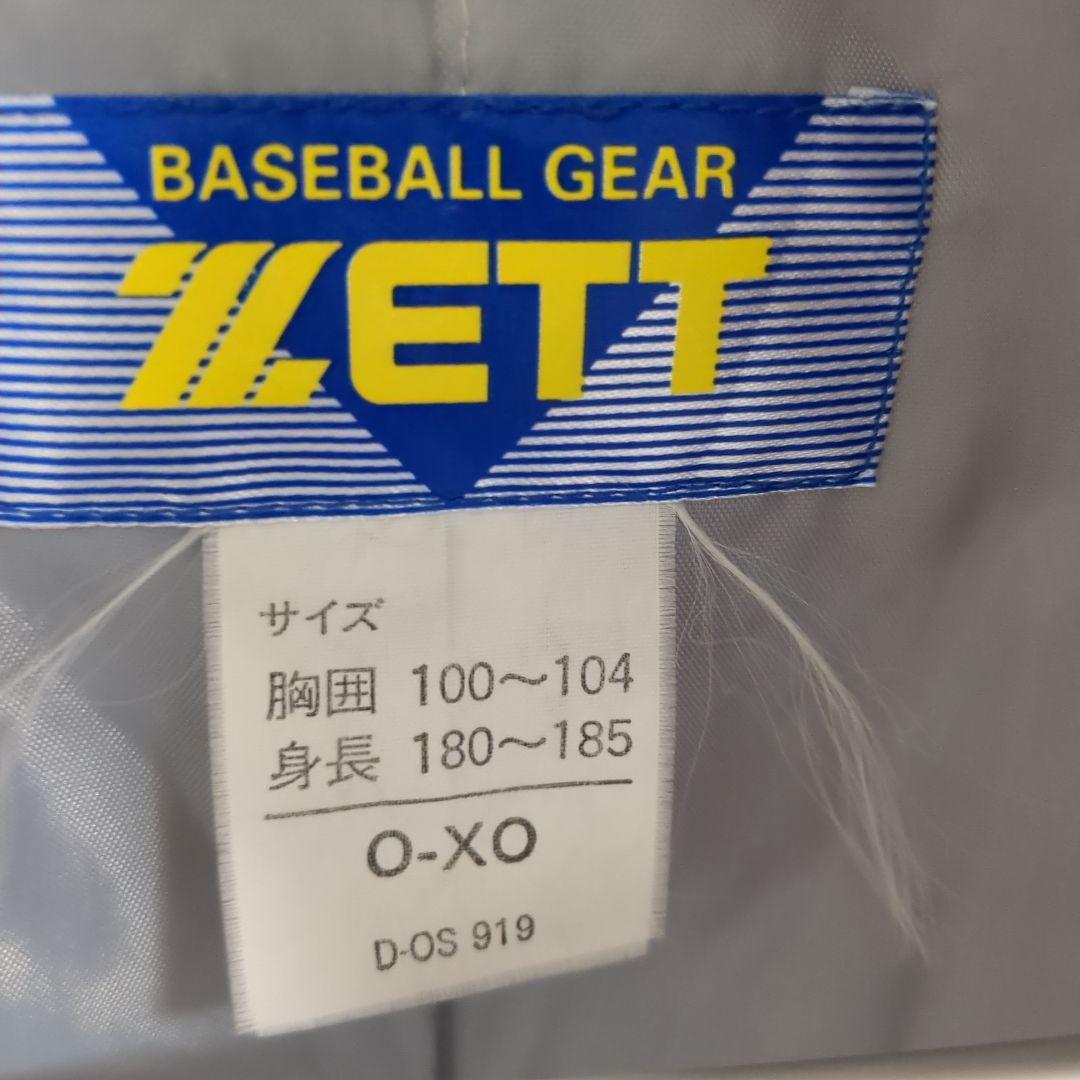 BASEBALL GEAR
ZETT
サイズ
胸囲 100〜104
身長 180〜185
O-XO
D-OS 919